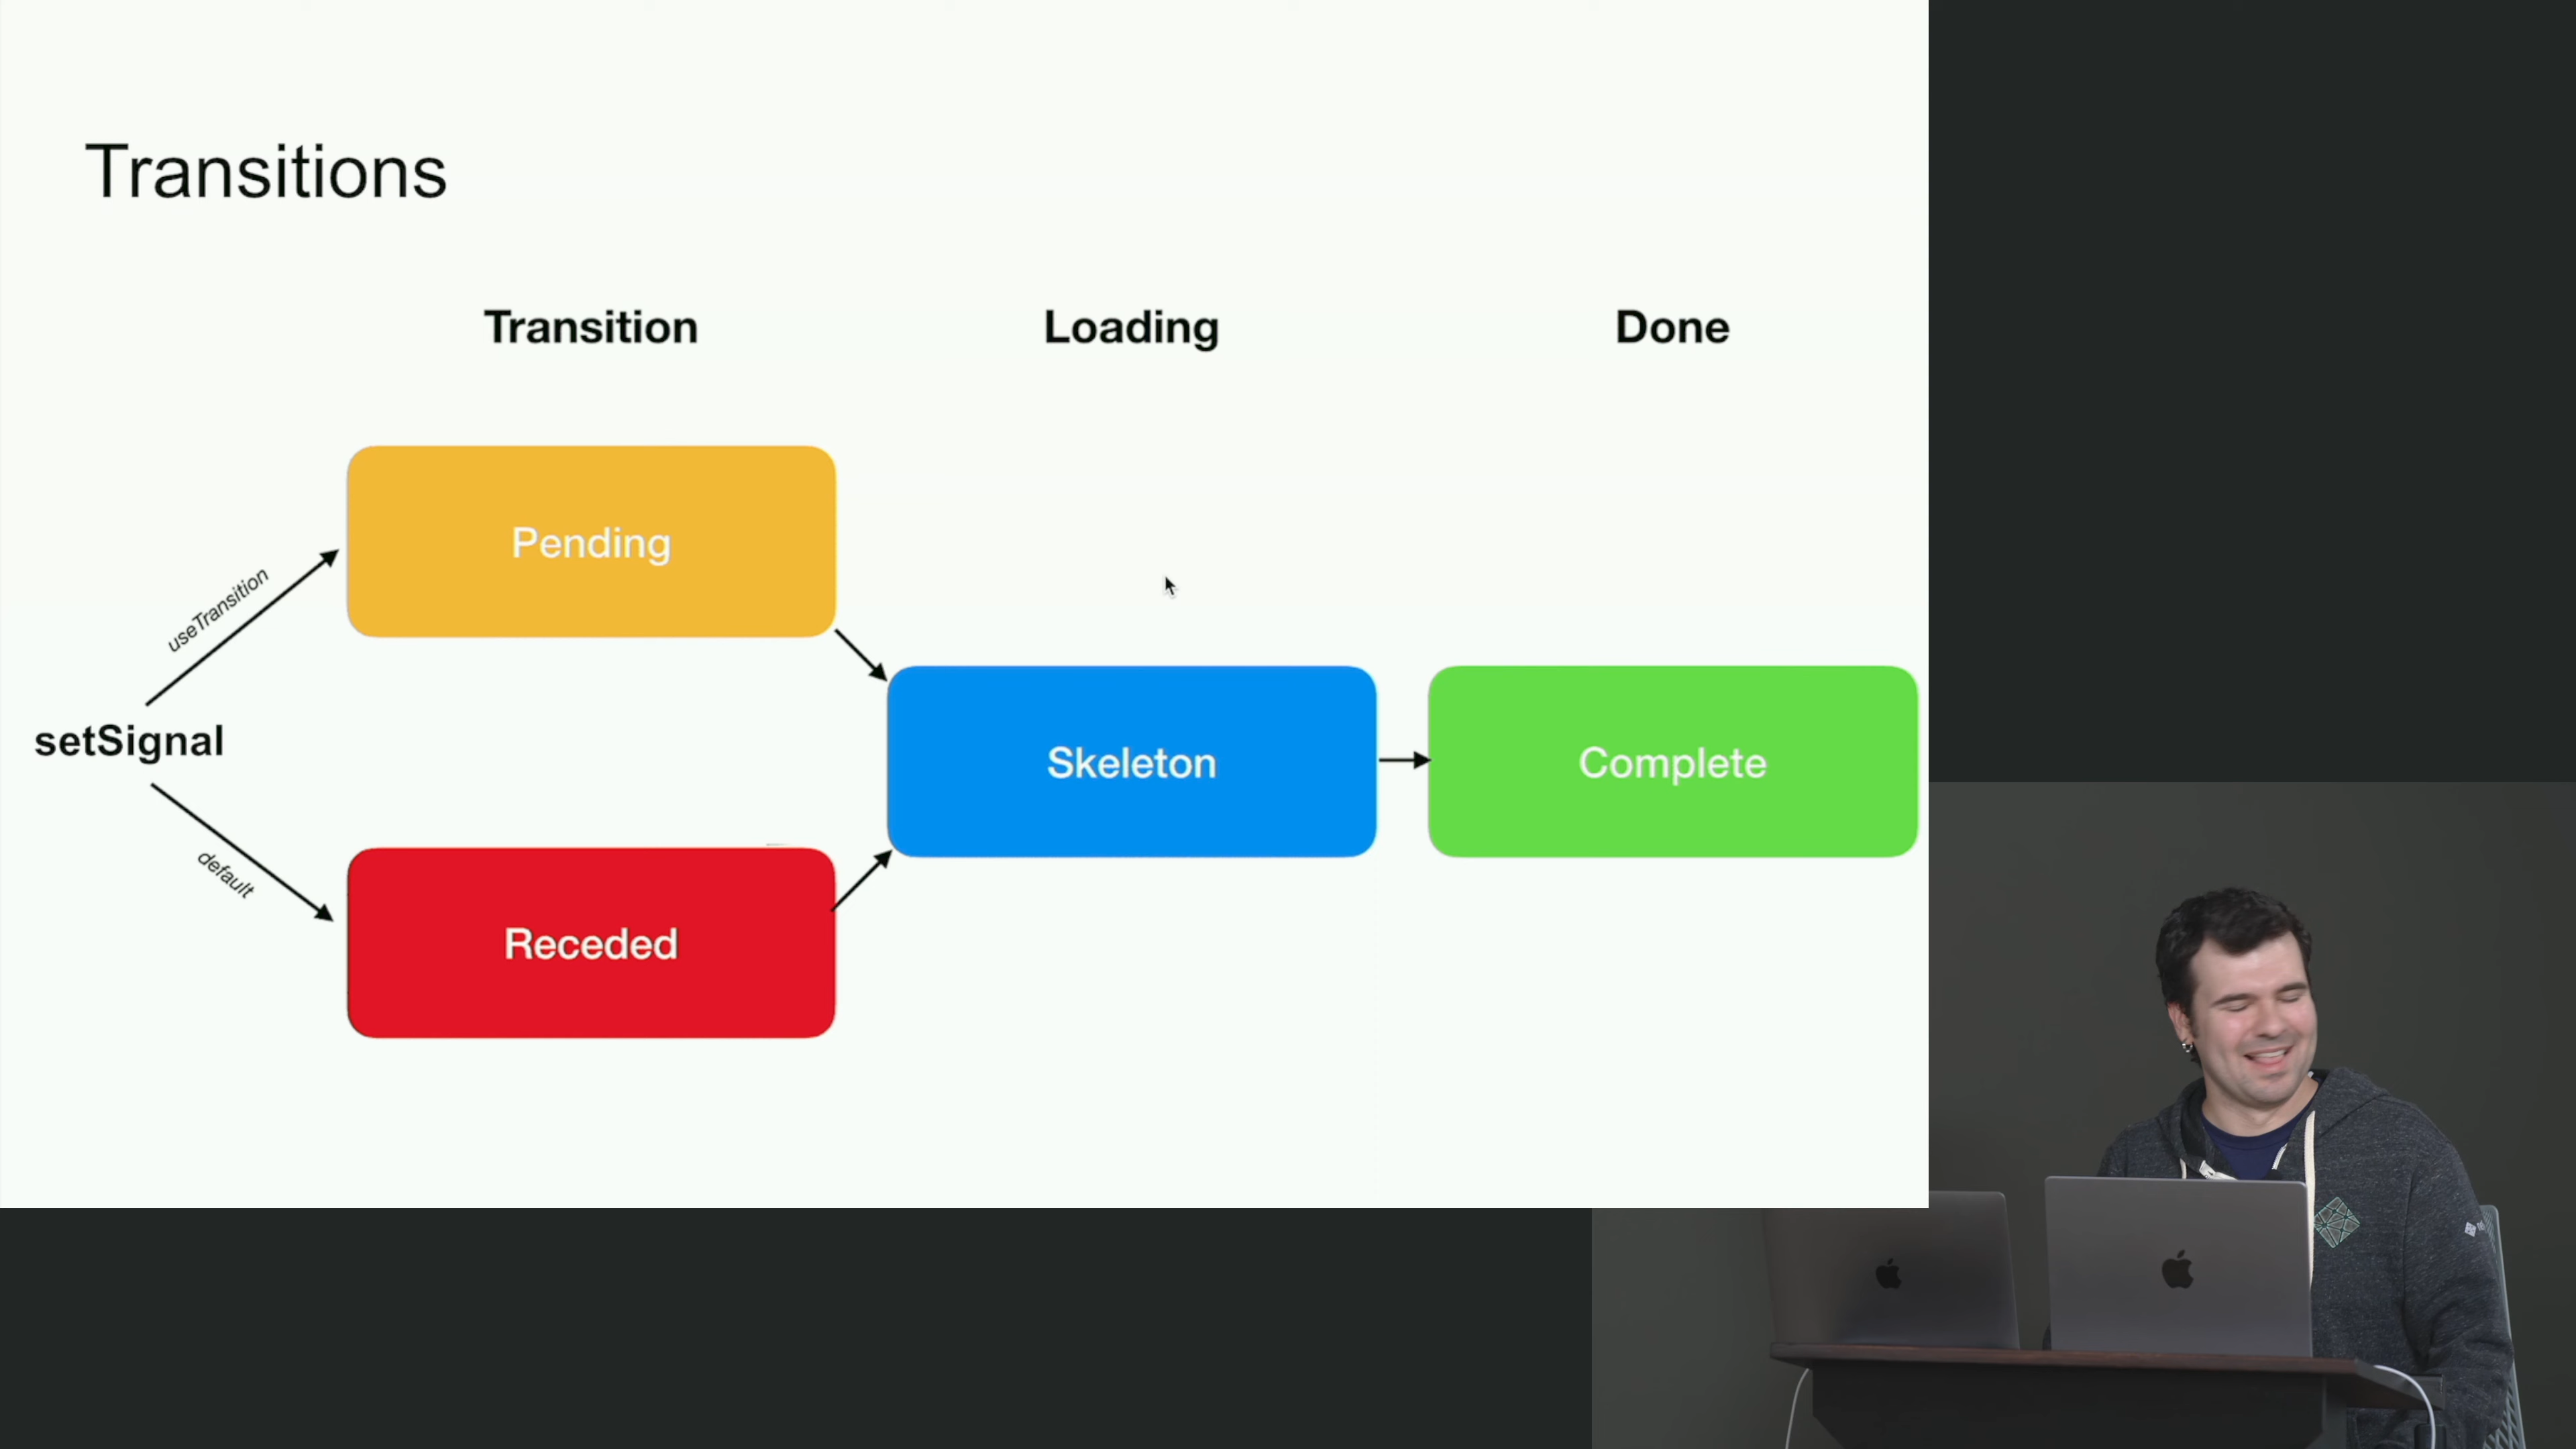 Transitions
Transition
Loading
Done
Pending
useTransition
setSignal
Skeleton
Complete
default
Receded